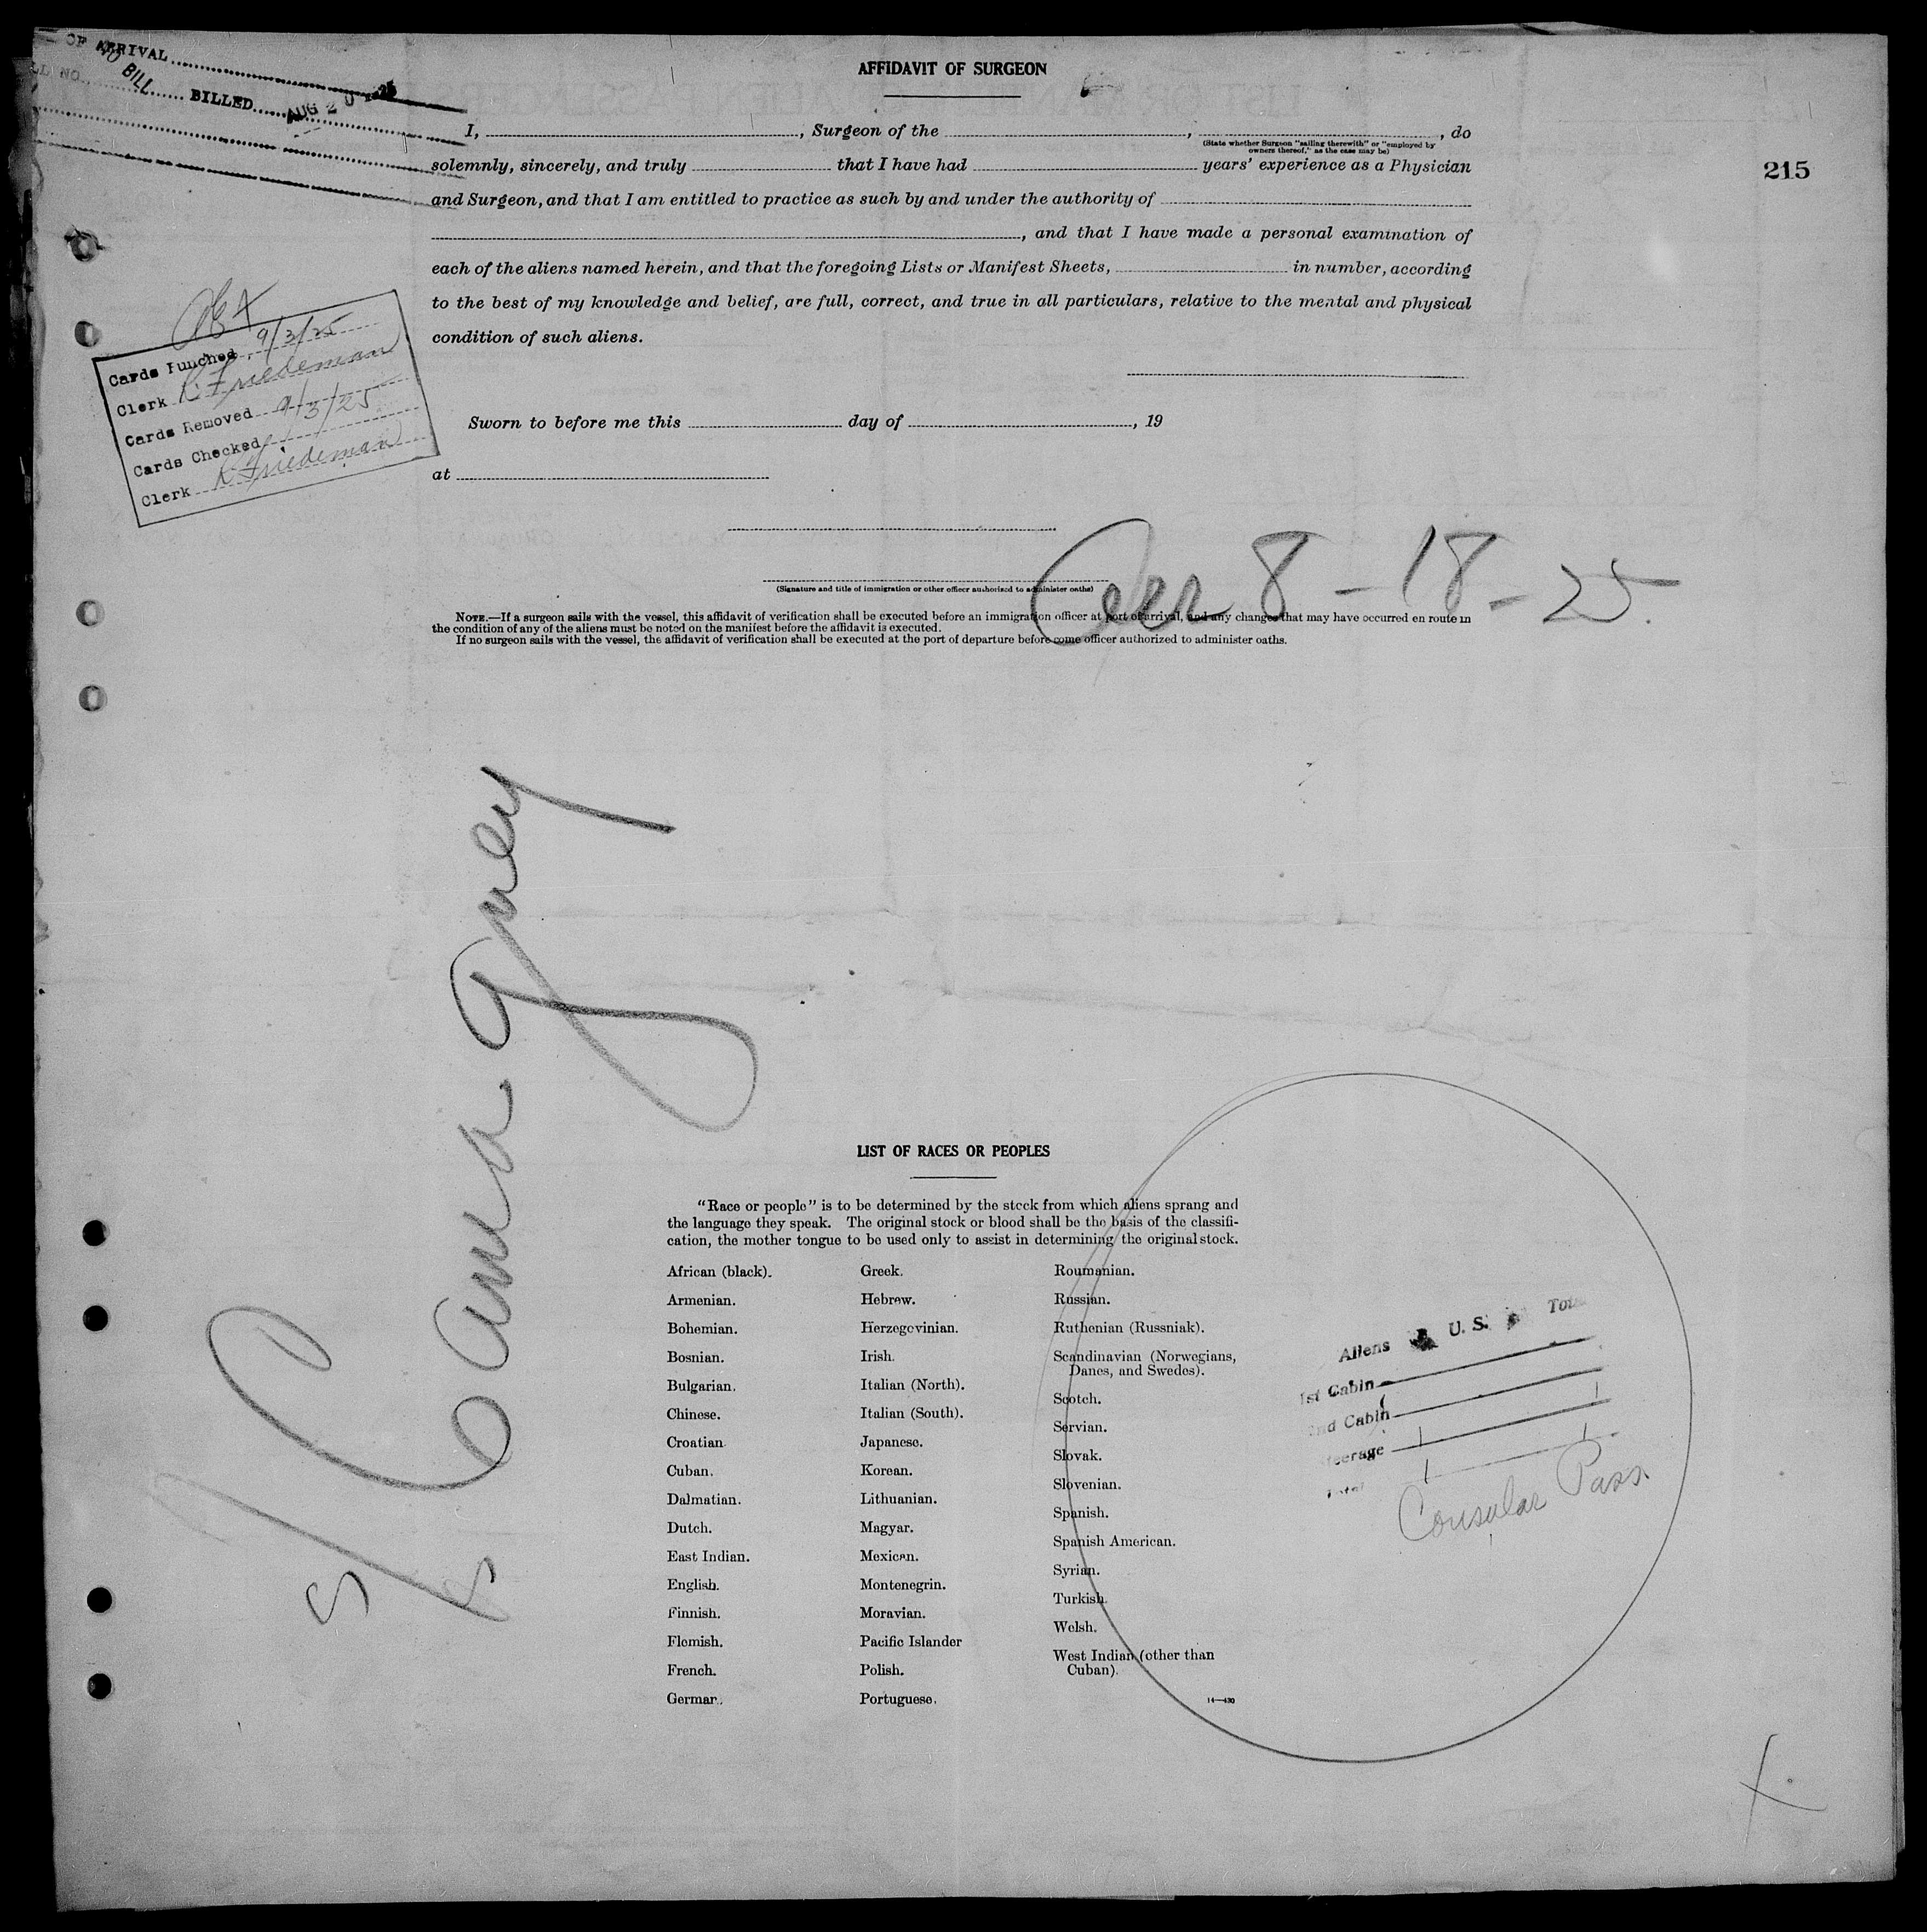 OF ARRIVAL
NO BILL BILLED AUG 20 1925
AFFIDAVIT OF SURGEON
I, , Surgeon of the , , do
(State whether Surgeon "sailing therewith" or "employed by
owners thereof," as the case may be)
solemnly, sincerely, and truly that I have had years' experience as a Physician
215
and Surgeon, and that I am entitled to practice as such by and under the authority of
, and that I have made a personal examination of
each of the aliens named herein, and that the foregoing Lists or Manifest Sheets, in number, according
to the best of my knowledge and belief, are full, correct, and true in all particulars, relative to the mental and physical
condition of such aliens.
Cards Punched 9/3/25
Clerk K. Friedeman
Cards Removed 9/3/25
Cards Checked
Clerk K Friedeman
Sworn to before me this day of , 19
at
(Signature and title of immigration or other officer authorized to administer oaths)
Arr 8-18-25.
NOTE.—If a surgeon sails with the vessel, this affidavit of verification shall be executed before an immigration officer at port of arrival, and any changes that may have occurred en route in
the condition of any of the aliens must be noted on the manifest before the affidavit is executed.
If no surgeon sails with the vessel, the affidavit of verification shall be executed at the port of departure before some officer authorized to administer oaths.
S/S Camaguey
LIST OF RACES OR PEOPLES
"Race or people" is to be determined by the stock from which aliens sprang and
the language they speak. The original stock or blood shall be the basis of the classifi-
cation, the mother tongue to be used only to assist in determining the original stock.
African (black).
Armenian.
Bohemian.
Bosnian.
Bulgarian.
Chinese.
Croatian
Cuban.
Dalmatian.
Dutch.
East Indian.
English.
Finnish.
Flemish.
French.
German.
Greek.
Hebrew.
Herzegovinian.
Irish.
Italian (North).
Italian (South).
Japanese.
Korean.
Lithuanian.
Magyar.
Mexican.
Montenegrin.
Moravian.
Pacific Islander
Polish.
Portuguese.
Roumanian.
Russian.
Ruthenian (Russniak).
Scandinavian (Norwegians,
Danes, and Swedes).
Scotch.
Servian.
Slovak.
Slovenian.
Spanish.
Spanish American.
Syrian.
Turkish.
Welsh.
West Indian (other than
Cuban).
14—430
Aliens U. S. Total
1st Cabin
2nd Cabin
Steerage 1 1
Total 1 1
Consular Pass.